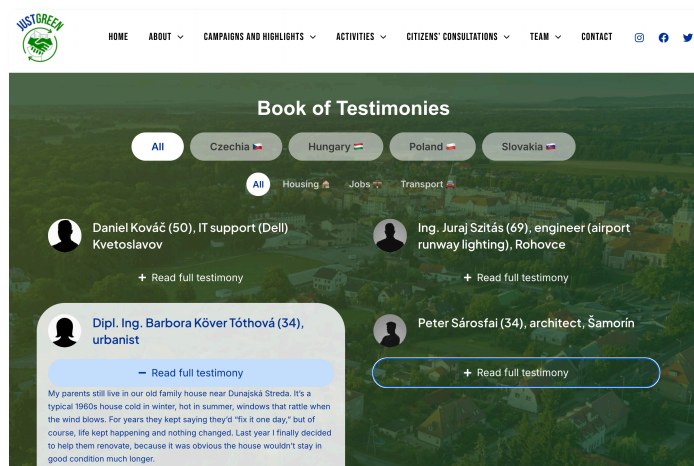 JUSTGREEN
HOME ABOUT CAMPAIGNS AND HIGHLIGHTS ACTIVITIES CITIZENS' CONSULTATIONS TEAM CONTACT
Book of Testimonies
All Czechia Hungary Poland Slovakia
All Housing Jobs Transport
Daniel Kováč (50), IT support (Dell)
Kvetoslavov
+ Read full testimony
Ing. Juraj Szitás (69), engineer (airport
runway lighting), Rohovce
+ Read full testimony
Dipl. Ing. Barbora Köver Tóthová (34),
urbanist
− Read full testimony
My parents still live in our old family house near Dunajská Streda. It's a
typical 1960s house cold in winter, hot in summer, windows that rattle when
the wind blows. For years they kept saying they'd “fix it one day,” but of
course, life kept happening and nothing changed. Last year I finally decided
to help them renovate, because it was obvious the house wouldn't stay in
good condition much longer.
Peter Sárosfai (34), architect, Šamorín
+ Read full testimony